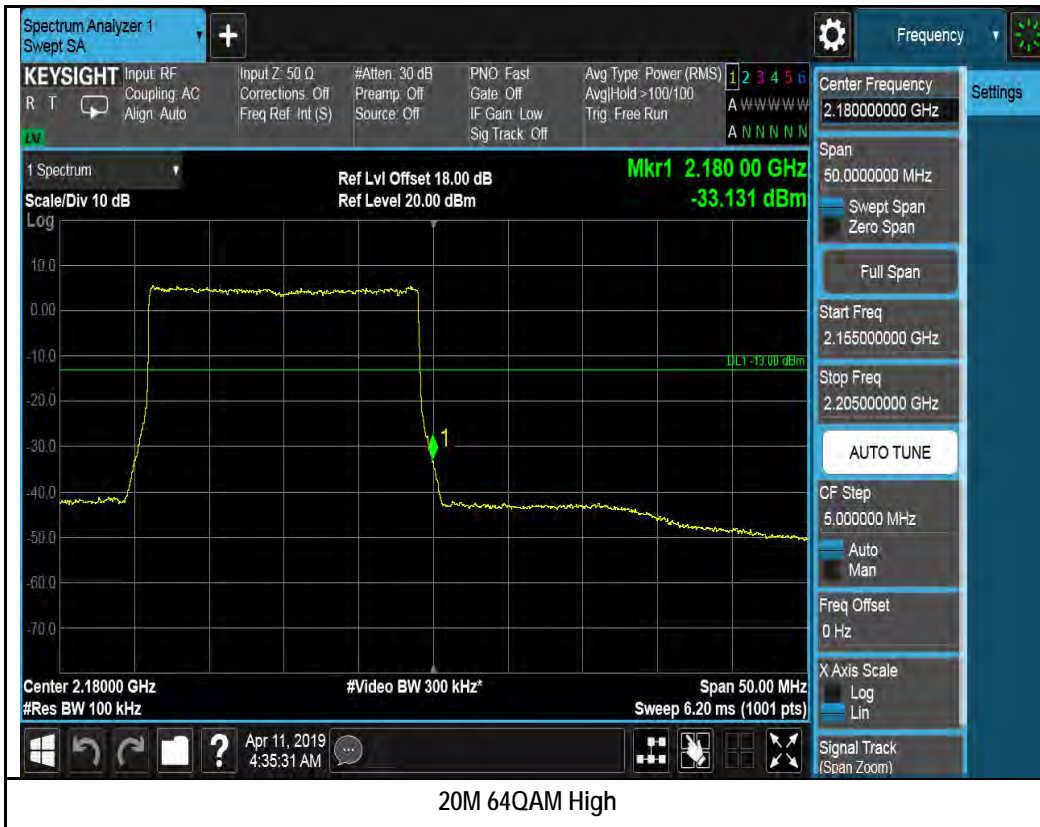 Spectrum Analyzer 1
Swept SA
+
Frequency
KEYSIGHT
R T
LV
Input: RF
Coupling: AC
Align: Auto
Input Z: 50 Ω
Corrections: Off
Freq Ref: Int (S)
#Atten: 30 dB
Preamp: Off
Source: Off
PNO: Fast
Gate: Off
IF Gain: Low
Sig Track: Off
Avg Type: Power (RMS)
Avg|Hold >100/100
Trig: Free Run
1 2 3 4 5 6
A W W W W W
A N N N N N
Center Frequency
2.180000000 GHz
Settings
Span
50.0000000 MHz
Swept Span
Zero Span
Full Span
Start Freq
2.155000000 GHz
Stop Freq
2.205000000 GHz
AUTO TUNE
CF Step
5.000000 MHz
Auto
Man
Freq Offset
0 Hz
X Axis Scale
Log
Lin
Signal Track
(Span Zoom)
1 Spectrum
Scale/Div 10 dB
Ref Lvl Offset 18.00 dB
Ref Level 20.00 dBm
Mkr1 2.180 00 GHz
-33.131 dBm
Log
10.0
0.00
-10.0
DL1 -13.00 dBm
-20.0
-30.0
1
-40.0
-50.0
-60.0
-70.0
Center 2.18000 GHz
#Video BW 300 kHz*
Span 50.00 MHz
#Res BW 100 kHz
Sweep 6.20 ms (1001 pts)
?
Apr 11, 2019
4:35:31 AM
20M 64QAM High